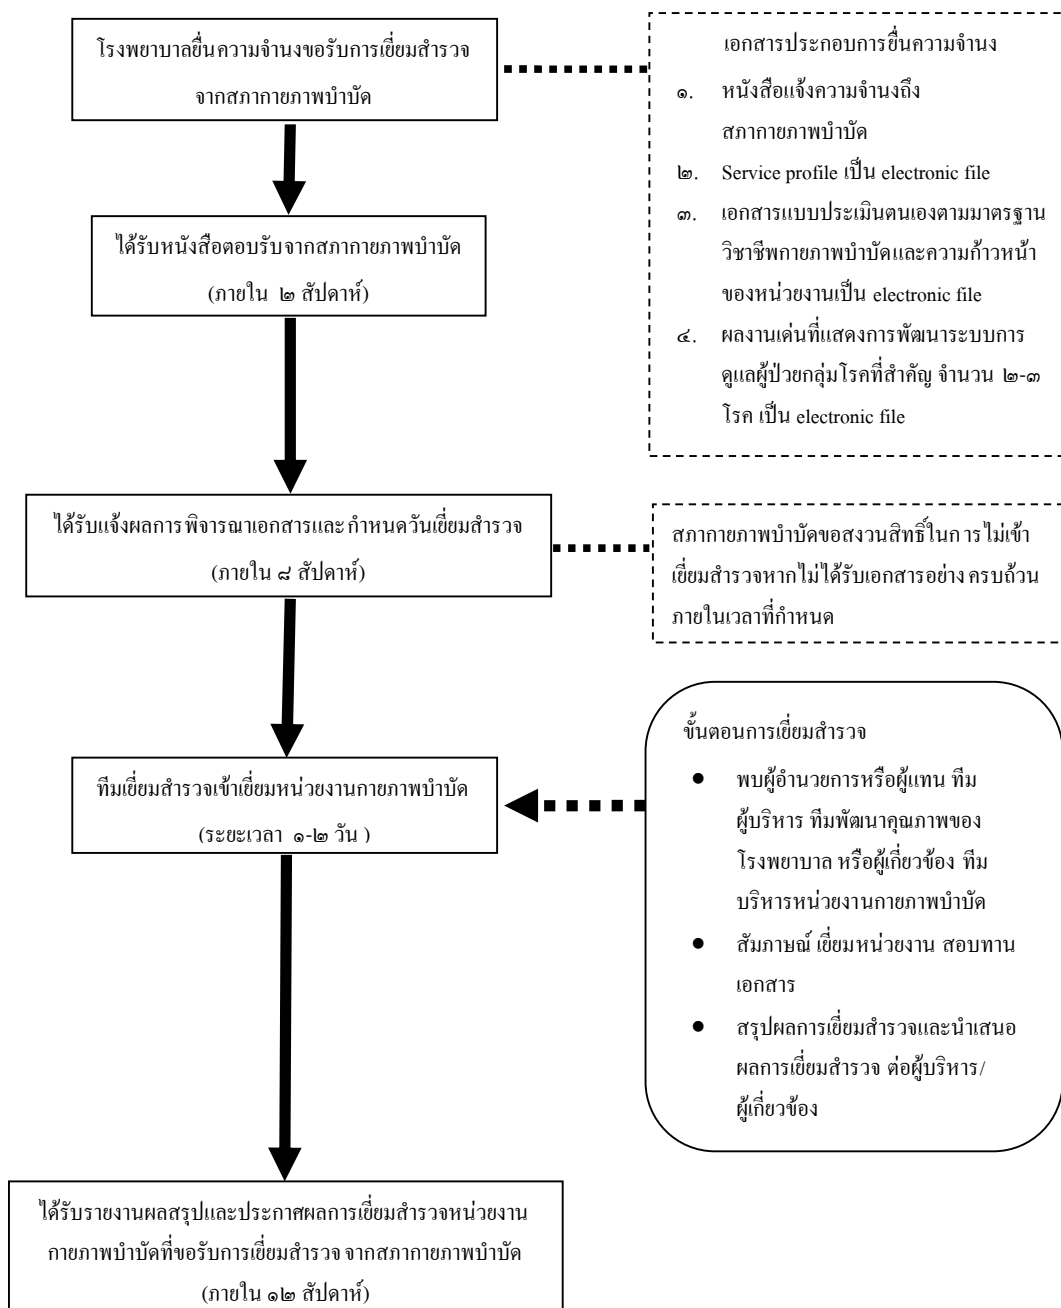 โรงพยาบาลยื่นความจำนงขอรับการเยี่ยมสำรวจ
จากสภากายภาพบำบัด
เอกสารประกอบการยื่นความจำนง
๑. หนังสือแจ้งความจำนงถึง
สภากายภาพบำบัด
๒. Service profile เป็น electronic file
๓. เอกสารแบบประเมินตนเองตามมาตรฐาน
วิชาชีพกายภาพบำบัดและความก้าวหน้า
ของหน่วยงานเป็น electronic file
๔. ผลงานเด่นที่แสดงการพัฒนาระบบการ
ดูแลผู้ป่วยกลุ่มโรคที่สำคัญ จำนวน ๒-๓
โรค เป็น electronic file
ได้รับหนังสือตอบรับจากสภากายภาพบำบัด
(ภายใน ๒ สัปดาห์)
ได้รับแจ้งผลการพิจารณาเอกสารและกำหนดวันเยี่ยมสำรวจ
(ภายใน ๘ สัปดาห์)
สภากายภาพบำบัดขอสงวนสิทธิ์ในการไม่เข้า
เยี่ยมสำรวจหากไม่ได้รับเอกสารอย่างครบถ้วน
ภายในเวลาที่กำหนด
ทีมเยี่ยมสำรวจเข้าเยี่ยมหน่วยงานกายภาพบำบัด
(ระยะเวลา ๑-๒ วัน )
ขั้นตอนการเยี่ยมสำรวจ
● พบผู้อำนวยการหรือผู้แทน ทีม
ผู้บริหาร ทีมพัฒนาคุณภาพของ
โรงพยาบาล หรือผู้เกี่ยวข้อง ทีม
บริหารหน่วยงานกายภาพบำบัด
● สัมภาษณ์ เยี่ยมหน่วยงาน สอบทาน
เอกสาร
● สรุปผลการเยี่ยมสำรวจและนำเสนอ
ผลการเยี่ยมสำรวจ ต่อผู้บริหาร/
ผู้เกี่ยวข้อง
ได้รับรายงานผลสรุปและประกาศผลการเยี่ยมสำรวจหน่วยงาน
กายภาพบำบัดที่ขอรับการเยี่ยมสำรวจ จากสภากายภาพบำบัด
(ภายใน ๑๒ สัปดาห์)